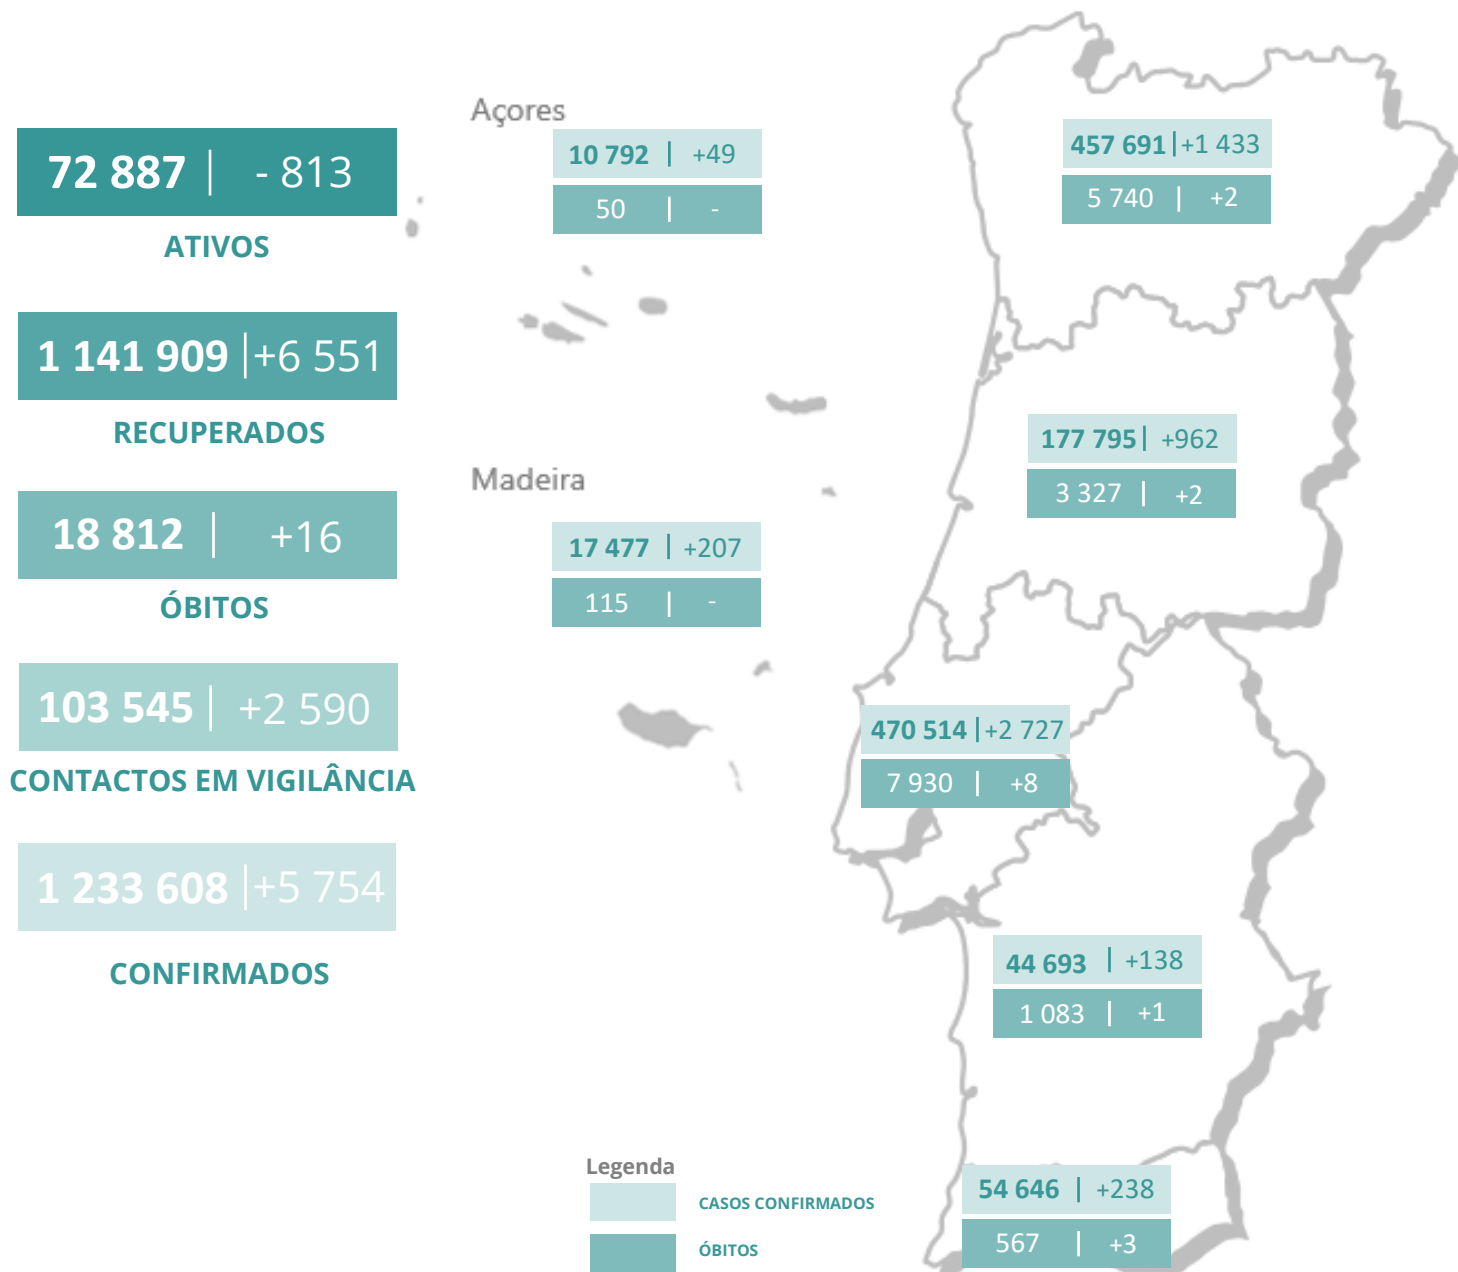 72 887 | - 813
ATIVOS
1 141 909 | +6 551
RECUPERADOS
18 812 | +16
ÓBITOS
103 545 | +2 590
CONTACTOS EM VIGILÂNCIA
1 233 608 | +5 754
CONFIRMADOS
Açores
10 792 | +49
50 | -
Madeira
17 477 | +207
115 | -
457 691 | +1 433
5 740 | +2
177 795 | +962
3 327 | +2
470 514 | +2 727
7 930 | +8
44 693 | +138
1 083 | +1
54 646 | +238
567 | +3
Legenda
CASOS CONFIRMADOS
ÓBITOS